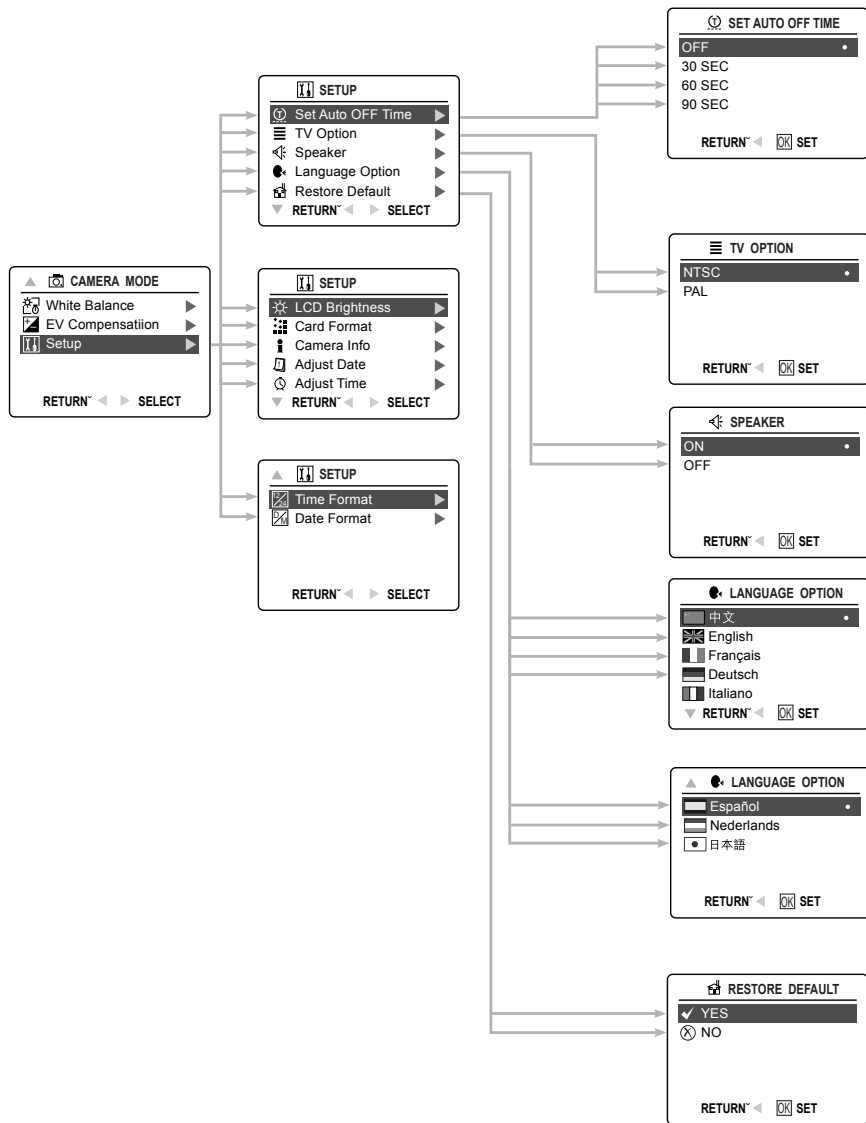 CAMERA MODE
White Balance
EV Compensatiion
Setup
RETURN˘ SELECT
SETUP
Set Auto OFF Time
TV Option
Speaker
Language Option
Restore Default
RETURN˘ SELECT
SETUP
LCD Brightness
Card Format
Camera Info
Adjust Date
Adjust Time
RETURN˘ SELECT
SETUP
Time Format
Date Format
RETURN˘ SELECT
SET AUTO OFF TIME
OFF
30 SEC
60 SEC
90 SEC
RETURN˘ OK SET
TV OPTION
NTSC
PAL
RETURN˘ OK SET
SPEAKER
ON
OFF
RETURN˘ OK SET
LANGUAGE OPTION
中文
English
Français
Deutsch
Italiano
RETURN˘ OK SET
LANGUAGE OPTION
Español
Nederlands
日本語
RETURN˘ OK SET
RESTORE DEFAULT
YES
NO
RETURN˘ OK SET